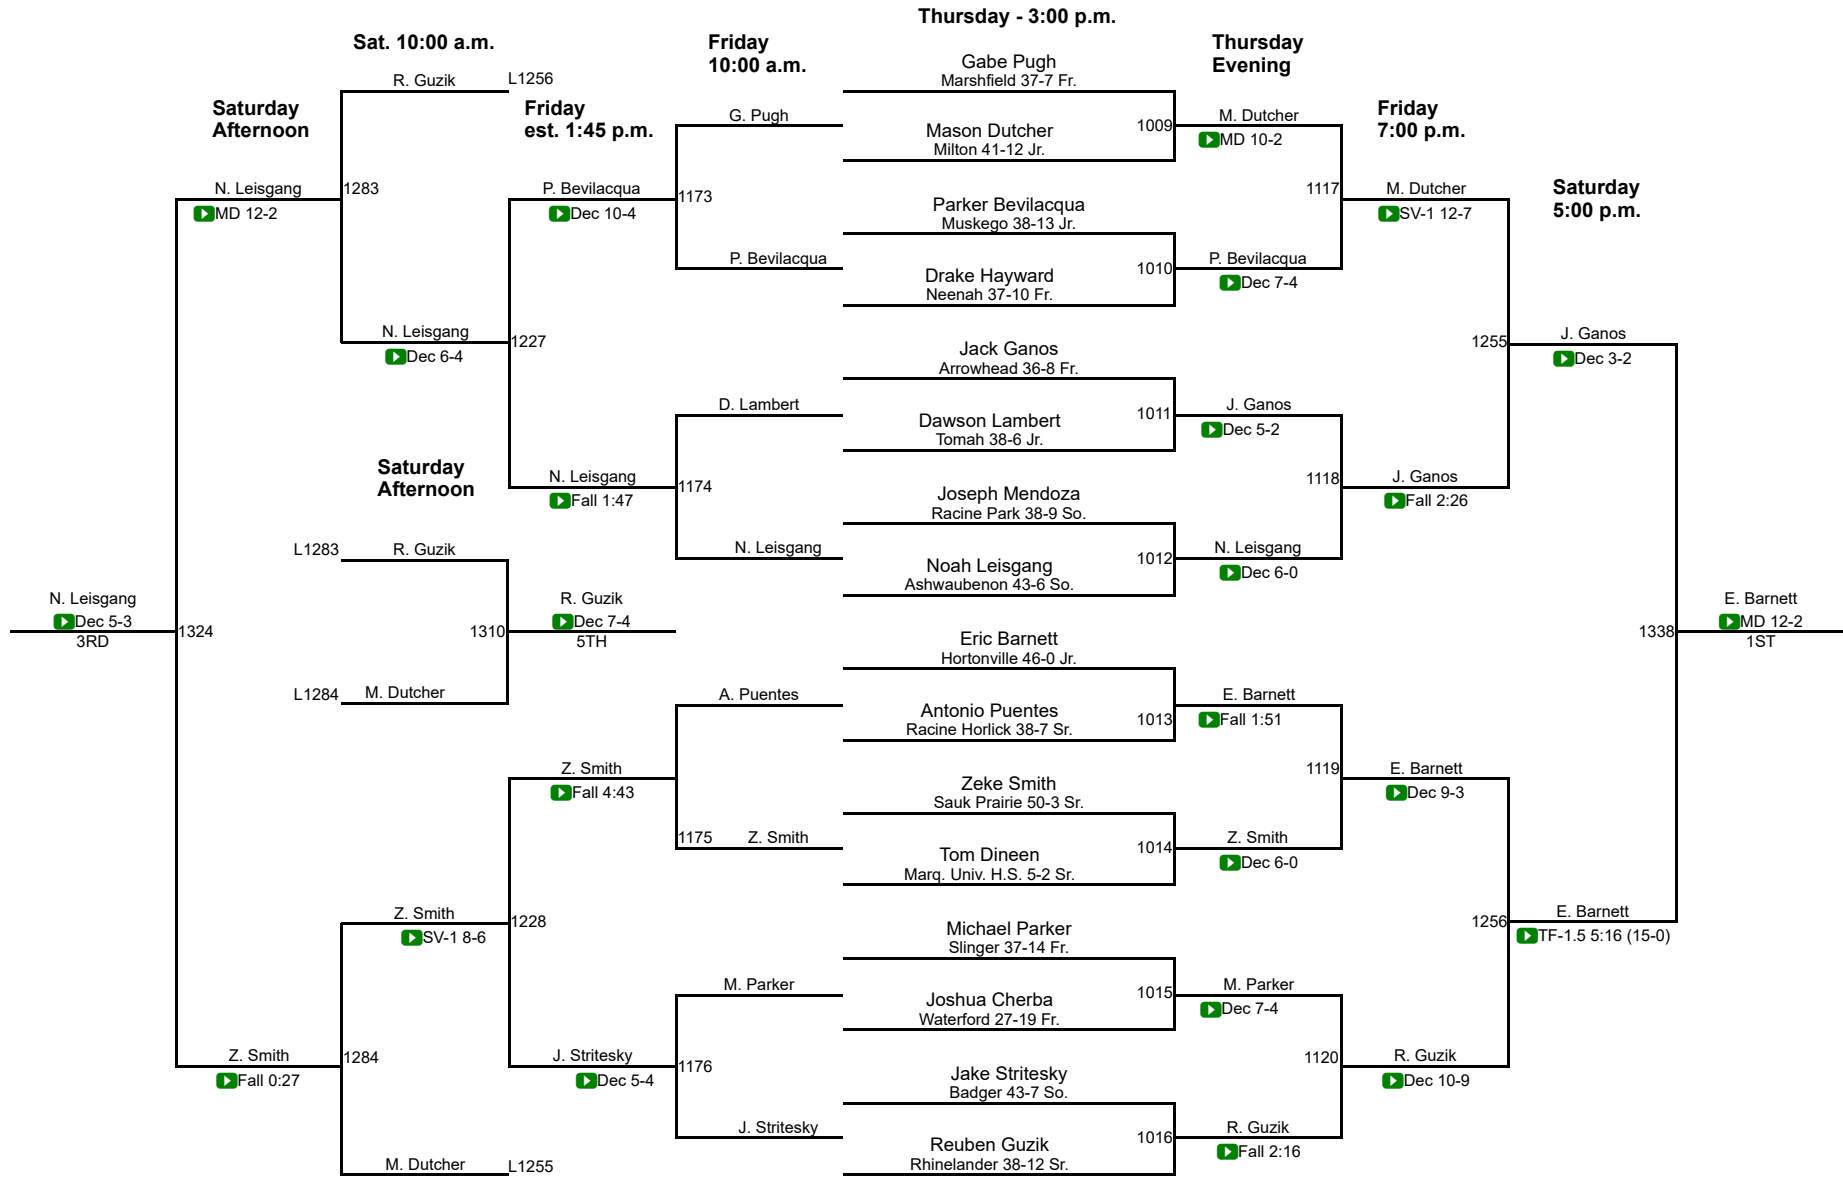 Thursday - 3:00 p.m.
Sat. 10:00 a.m.
Friday
10:00 a.m.
Thursday
Evening
Gabe Pugh
Marshfield 37-7 Fr.
R. Guzik
L1256
Saturday
Afternoon
Friday
est. 1:45 p.m.
Friday
7:00 p.m.
G. Pugh
Mason Dutcher
Milton 41-12 Jr.
1009
M. Dutcher
MD 10-2
N. Leisgang
MD 12-2
1283
P. Bevilacqua
Dec 10-4
1173
Parker Bevilacqua
Muskego 38-13 Jr.
1117
M. Dutcher
SV-1 12-7
Saturday
5:00 p.m.
P. Bevilacqua
Drake Hayward
Neenah 37-10 Fr.
1010
P. Bevilacqua
Dec 7-4
N. Leisgang
Dec 6-4
1227
Jack Ganos
Arrowhead 36-8 Fr.
1255
J. Ganos
Dec 3-2
D. Lambert
Dawson Lambert
Tomah 38-6 Jr.
1011
J. Ganos
Dec 5-2
Saturday
Afternoon
N. Leisgang
Fall 1:47
1174
Joseph Mendoza
Racine Park 38-9 So.
1118
J. Ganos
Fall 2:26
L1283
R. Guzik
N. Leisgang
Noah Leisgang
Ashwaubenon 43-6 So.
1012
N. Leisgang
Dec 6-0
N. Leisgang
Dec 5-3
3RD
1324
1310
R. Guzik
Dec 7-4
5TH
Eric Barnett
Hortonville 46-0 Jr.
1338
E. Barnett
MD 12-2
1ST
L1284
M. Dutcher
A. Puentes
Antonio Puentes
Racine Horlick 38-7 Sr.
1013
E. Barnett
Fall 1:51
Z. Smith
Fall 4:43
Zeke Smith
Sauk Prairie 50-3 Sr.
1119
E. Barnett
Dec 9-3
1175
Z. Smith
Tom Dineen
Marq. Univ. H.S. 5-2 Sr.
1014
Z. Smith
Dec 6-0
Z. Smith
SV-1 8-6
1228
Michael Parker
Slinger 37-14 Fr.
1256
E. Barnett
TF-1.5 5:16 (15-0)
M. Parker
Joshua Cherba
Waterford 27-19 Fr.
1015
M. Parker
Dec 7-4
Z. Smith
Fall 0:27
1284
J. Stritesky
Dec 5-4
1176
Jake Stritesky
Badger 43-7 So.
1120
R. Guzik
Dec 10-9
J. Stritesky
Reuben Guzik
Rhinelander 38-12 Sr.
1016
R. Guzik
Fall 2:16
M. Dutcher
L1255